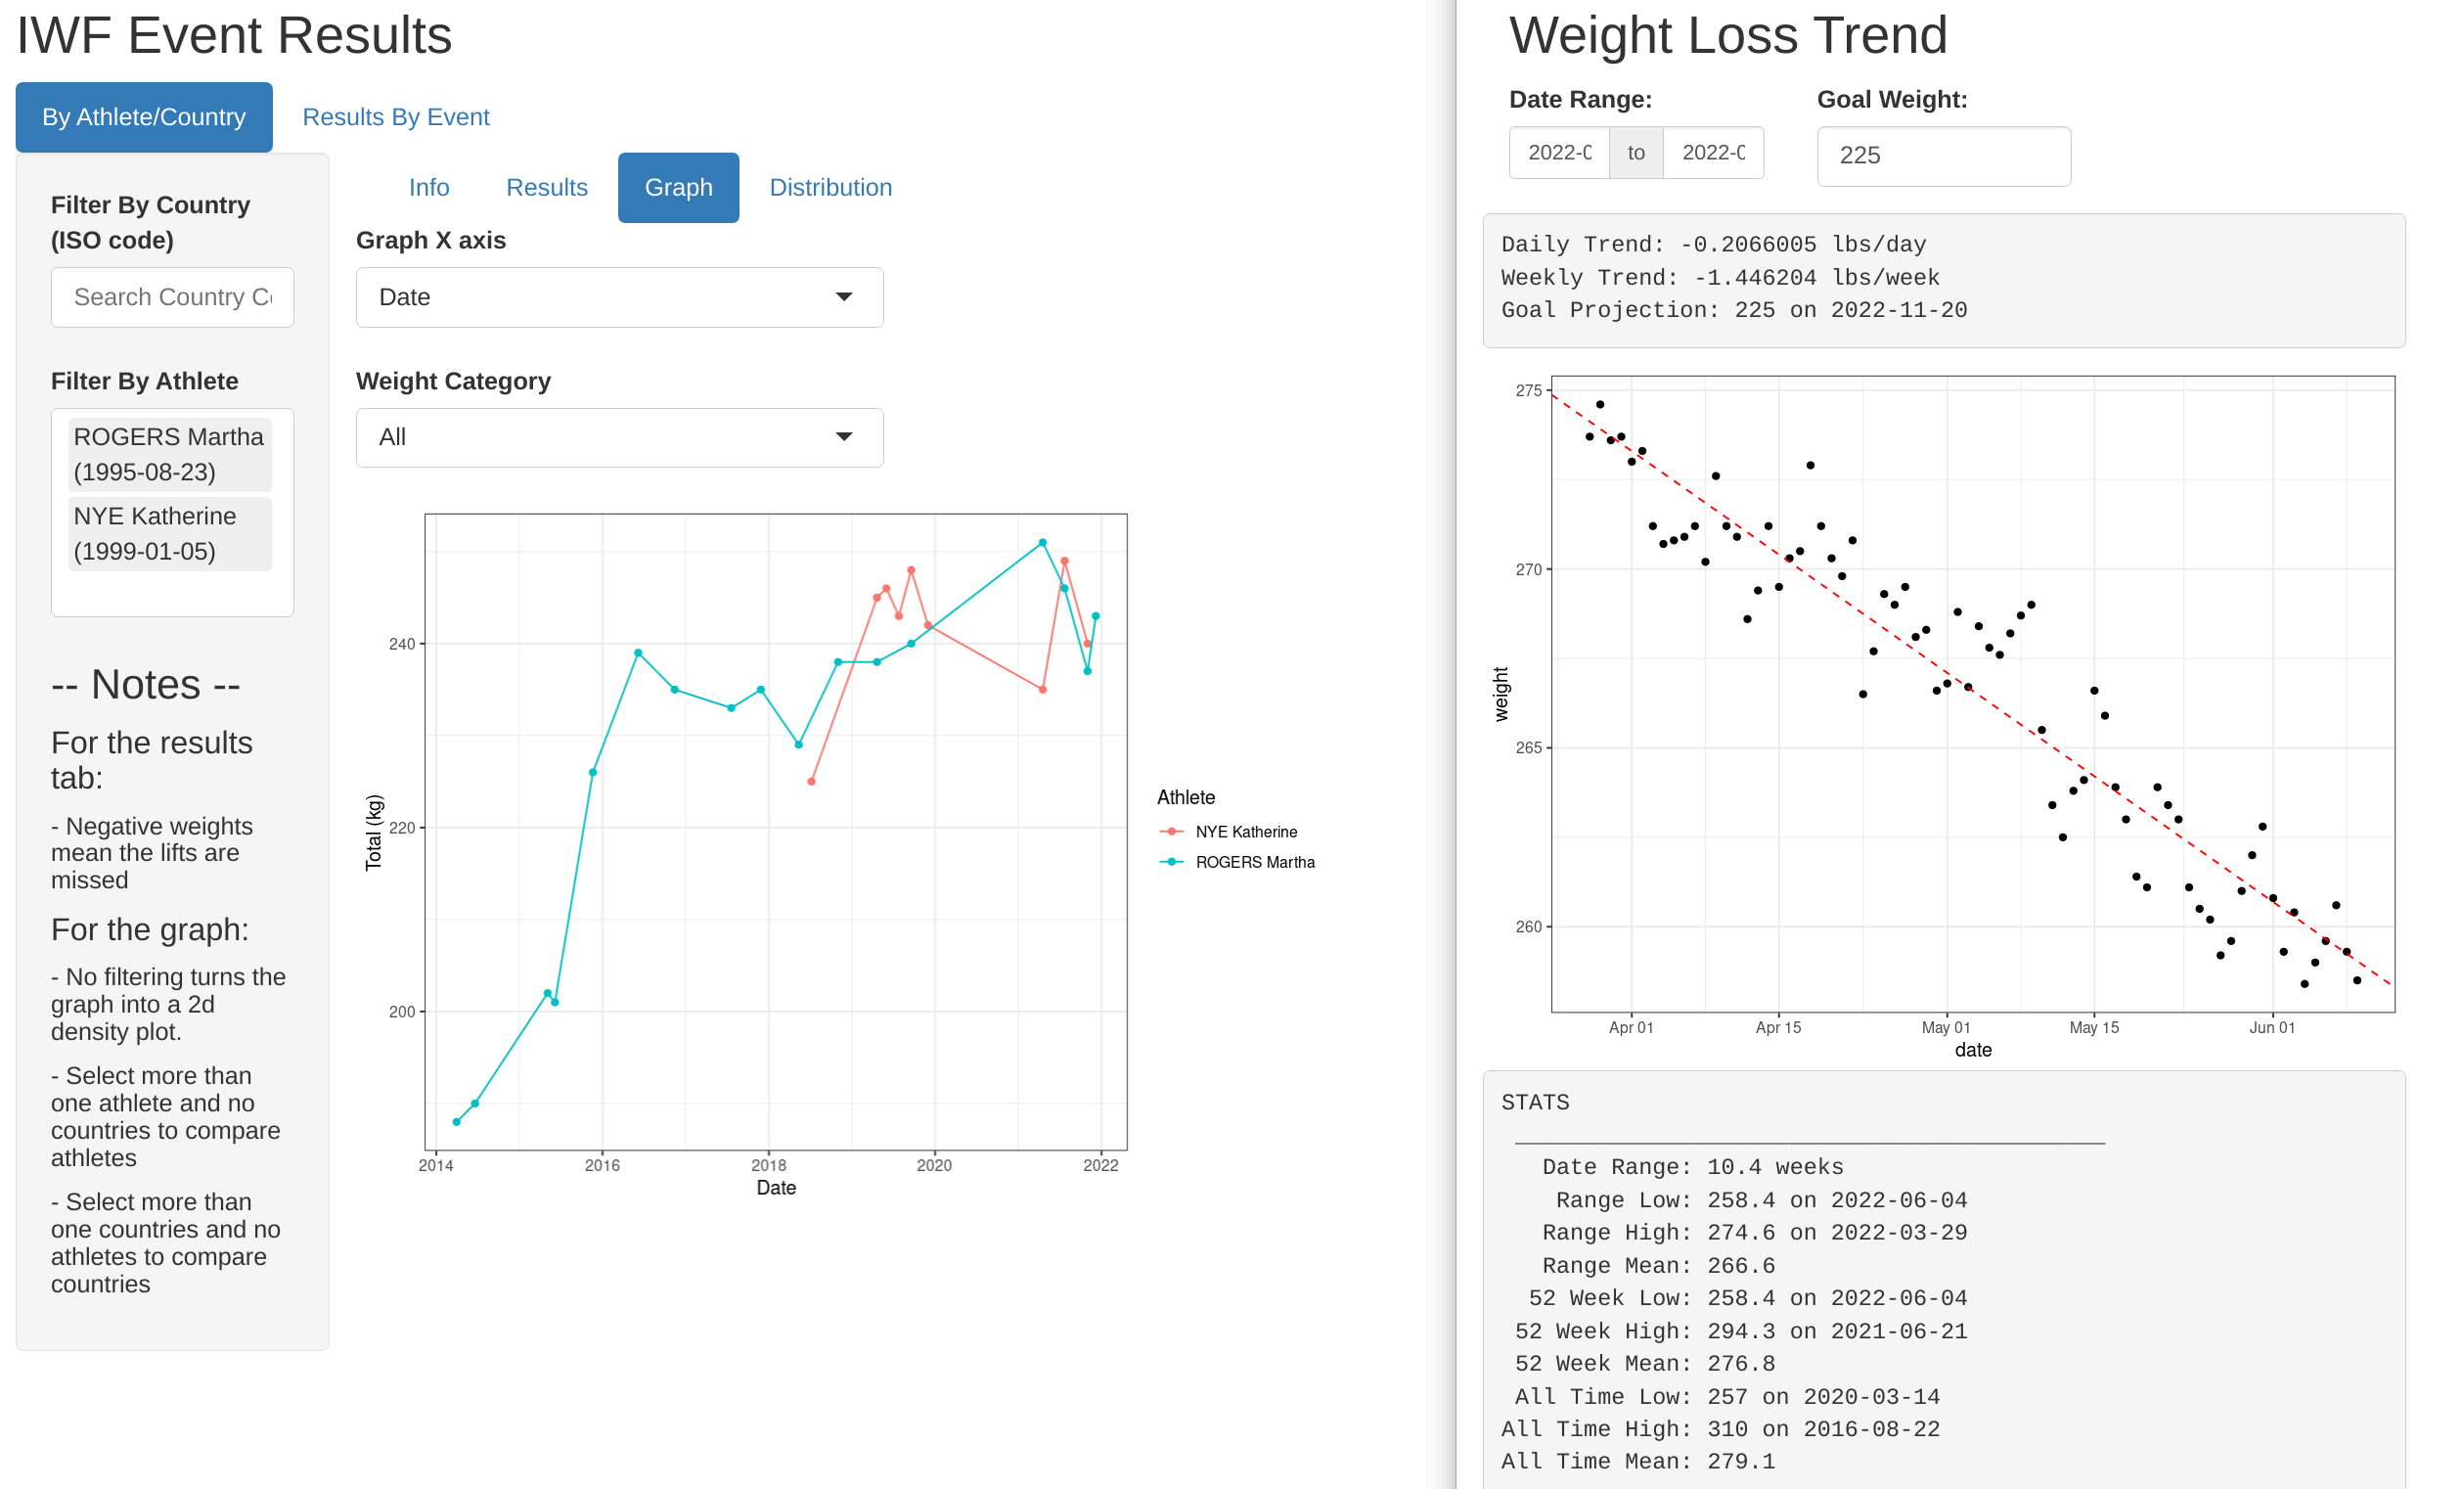 IWF Event Results
By Athlete/Country
Results By Event
Filter By Country
(ISO code)
Search Country Co
Filter By Athlete
ROGERS Martha
(1995-08-23)
NYE Katherine
(1999-01-05)
-- Notes --
For the results
tab:
- Negative weights
mean the lifts are
missed
For the graph:
- No filtering turns the
graph into a 2d
density plot.
- Select more than
one athlete and no
countries to compare
athletes
- Select more than
one countries and no
athletes to compare
countries
Info
Results
Graph
Distribution
Graph X axis
Date
Weight Category
All
Total (kg)
240
220
200
2014
2016
2018
2020
2022
Date
Athlete
NYE Katherine
ROGERS Martha
Weight Loss Trend
Date Range:
Goal Weight:
2022-0
to
2022-0
225
Daily Trend: -0.2066005 lbs/day
Weekly Trend: -1.446204 lbs/week
Goal Projection: 225 on 2022-11-20
weight
275
270
265
260
Apr 01
Apr 15
May 01
May 15
Jun 01
date
STATS
Date Range: 10.4 weeks
Range Low: 258.4 on 2022-06-04
Range High: 274.6 on 2022-03-29
Range Mean: 266.6
52 Week Low: 258.4 on 2022-06-04
52 Week High: 294.3 on 2021-06-21
52 Week Mean: 276.8
All Time Low: 257 on 2020-03-14
All Time High: 310 on 2016-08-22
All Time Mean: 279.1